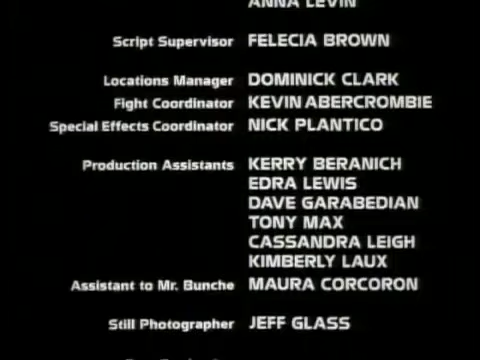 ANNA LEVIN
Script Supervisor FELECIA BROWN
Locations Manager DOMINICK CLARK
Fight Coordinator KEVIN ABERCROMBIE
Special Effects Coordinator NICK PLANTICO
Production Assistants KERRY BERANICH
EDRA LEWIS
DAVE GARABEDIAN
TONY MAX
CASSANDRA LEIGH
KIMBERLY LAUX
Assistant to Mr. Bunche MAURA CORCORON
Still Photographer JEFF GLASS